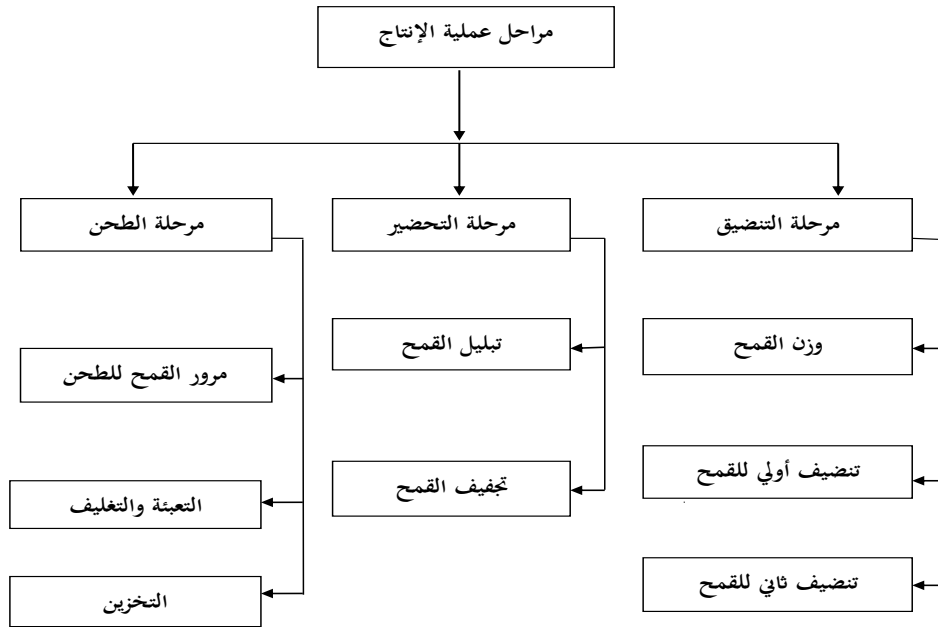 مراحل عملية الإنتاج
مرحلة التنضيق
مرحلة التحضير
مرحلة الطحن
وزن القمح
تبليل القمح
مرور القمح للطحن
تنضيف أولي للقمح
تجفيف القمح
التعبئة والتغليف
تنضيف ثاني للقمح
التخزين